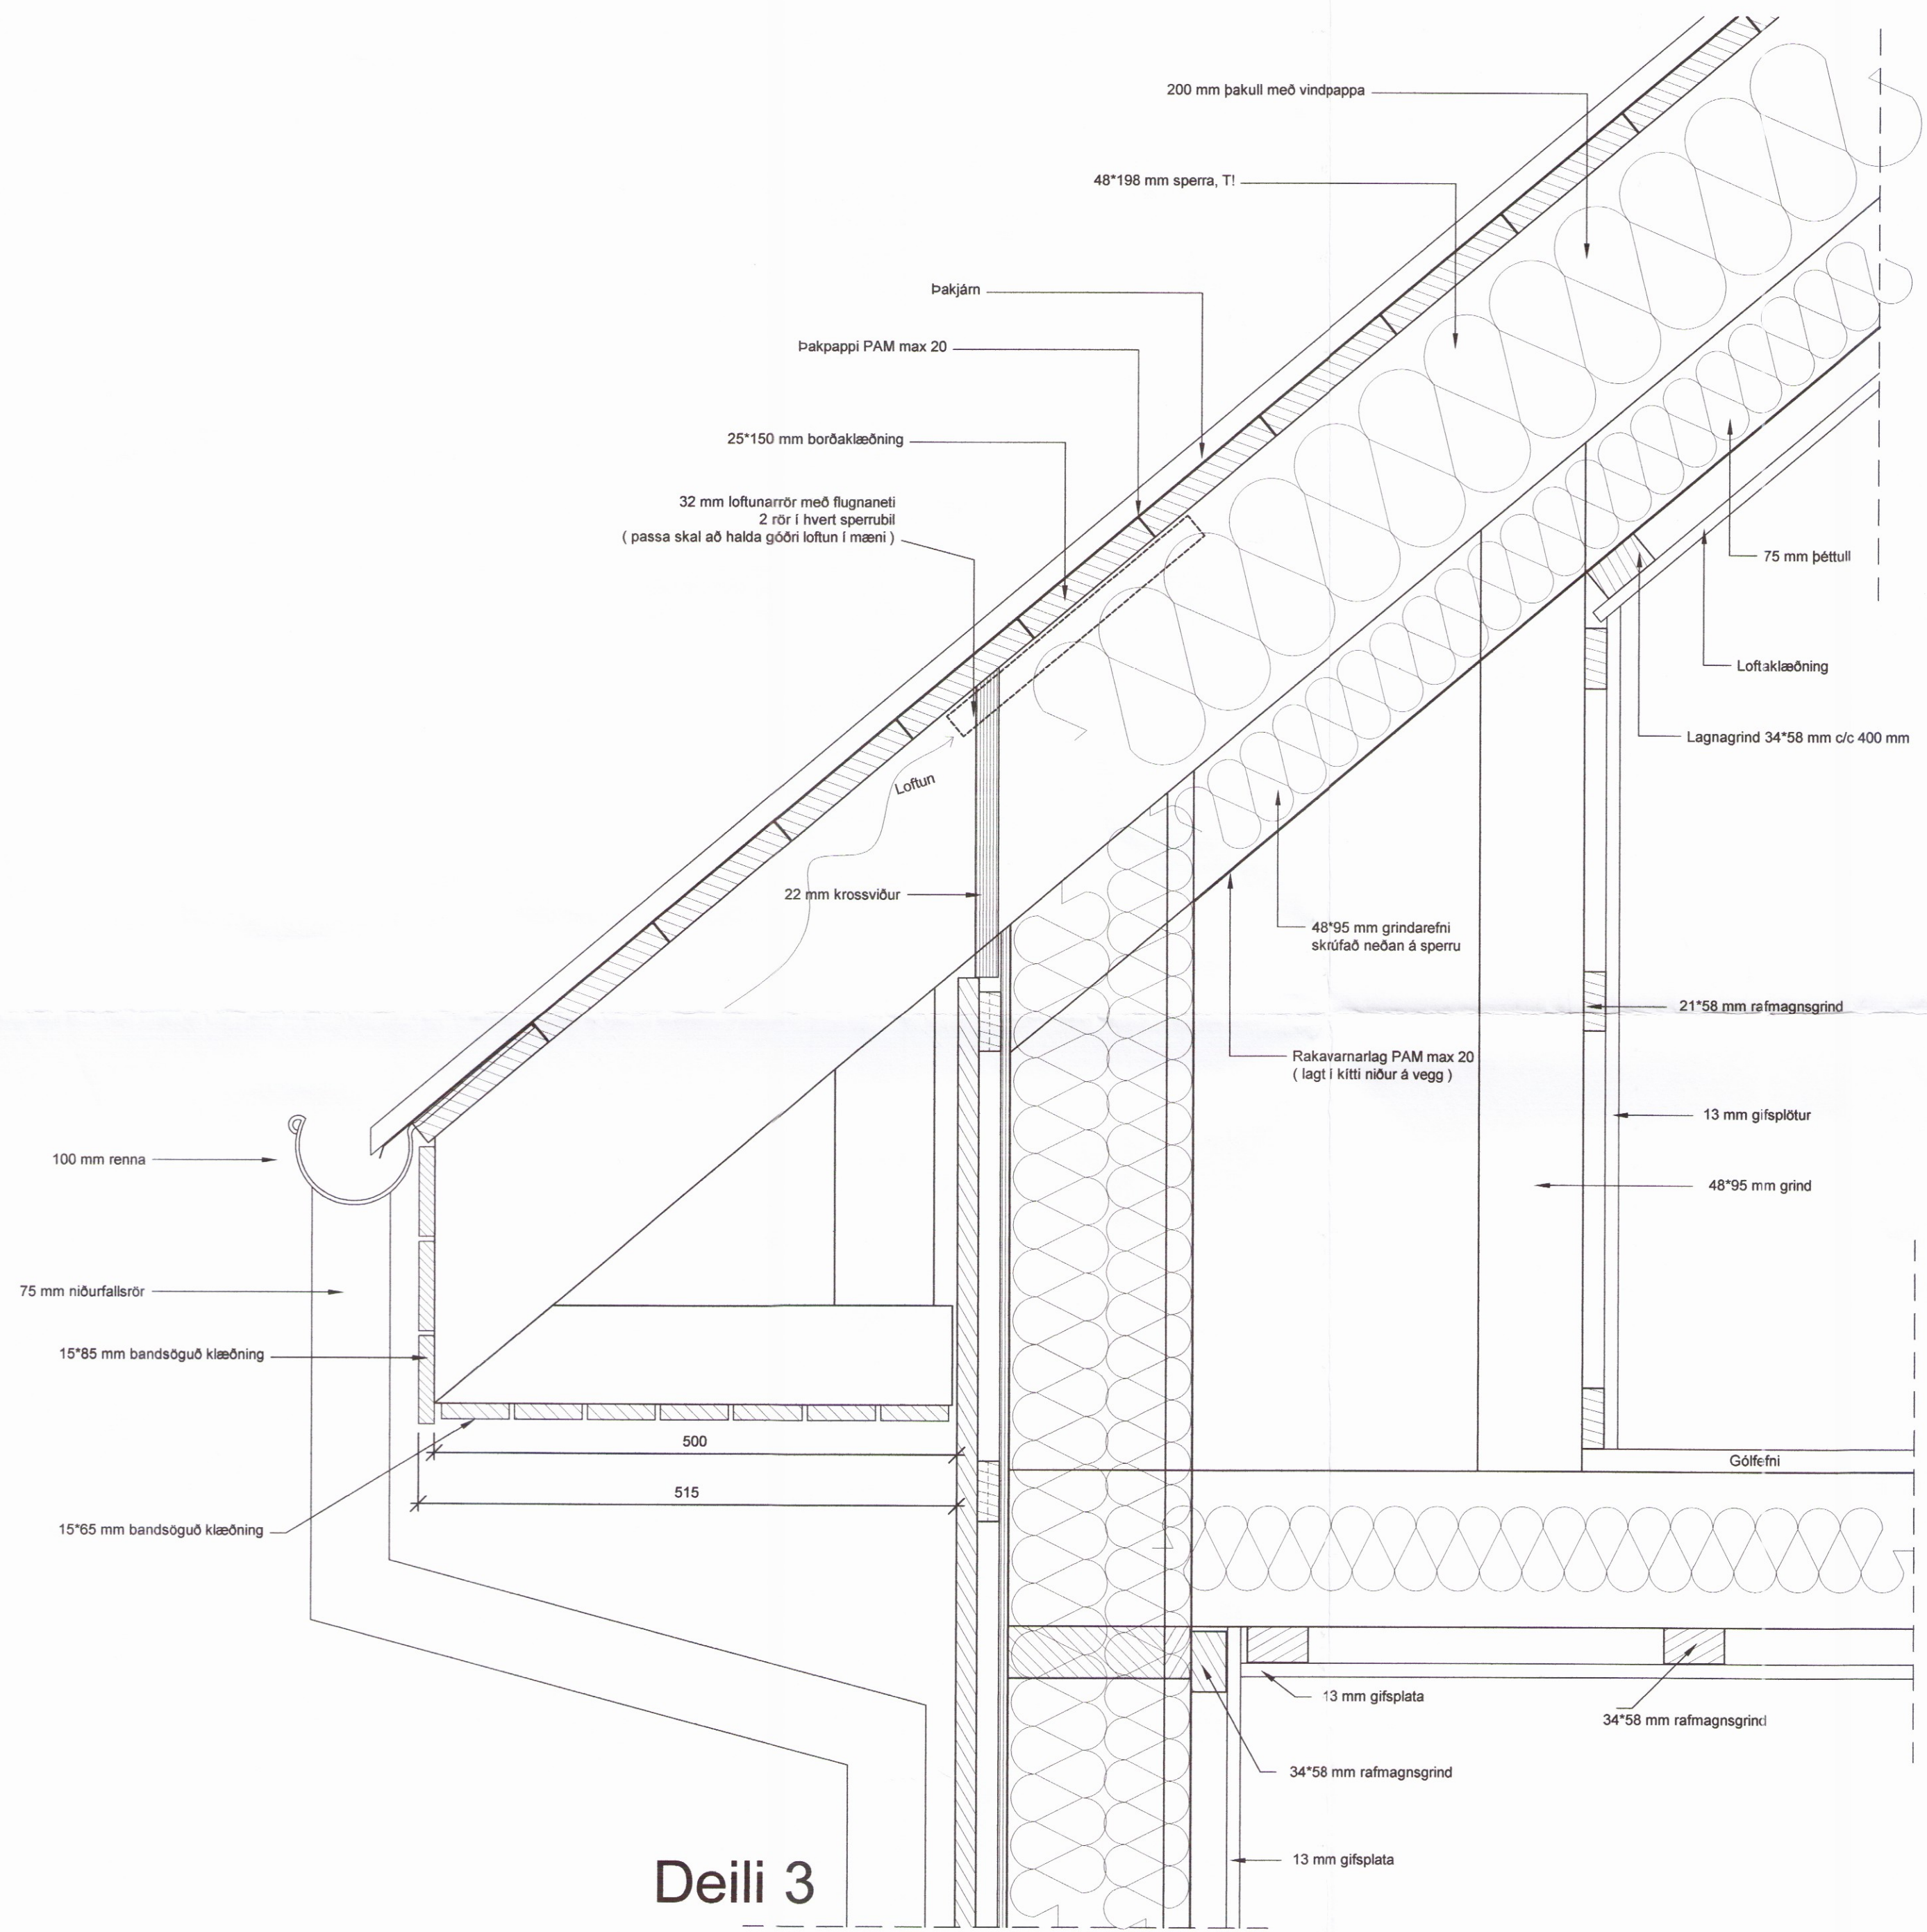 200 mm þakull með vindpappa
48*198 mm sperra, T!
Þakjárn
Þakpappi PAM max 20
25*150 mm borðaklæðning
32 mm loftunarrör með flugnaneti
2 rör í hvert sperrubil
( passa skal að halda góðri loftun í mæni )
75 mm þéttull
Loftaklæðning
Lagnagrind 34*58 mm c/c 400 mm
Loftun
22 mm krossviður
48*95 mm grindarefni
skrúfað neðan á sperru
21*58 mm rafmagnsgrind
Rakavarnarlag PAM max 20
( lagt í kítti niður á vegg )
13 mm gifsplötur
100 mm renna
48*95 mm grind
75 mm niðurfallsrör
15*85 mm bandsöguð klæðning
500
Gólfefni
515
15*65 mm bandsöguð klæðning
13 mm gifsplata
34*58 mm rafmagnsgrind
34*58 mm rafmagnsgrind
13 mm gifsplata
Deili 3